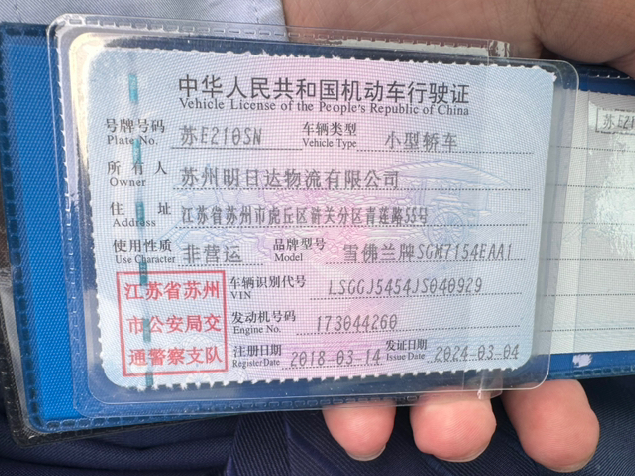 中华人民共和国机动车行驶证
Vehicle License of the People's Republic of China
号牌号码 苏E210SN 车辆类型 小型轿车
Plate No. Vehicle Type
所有人 苏州明日达物流有限公司
Owner
住址 江苏省苏州市虎丘区浒关分区青莲路55号
Address
使用性质 非营运 品牌型号 雪佛兰牌SGM7154EAA1
Use Character Model
江苏省苏州
市公安局交
通警察支队
车辆识别代号 LSGGJ5454JS040929
VIN
发动机号码 173044260
Engine No.
注册日期 2018-03-14 发证日期 2024-03-04
Register Date Issue Date
苏E21